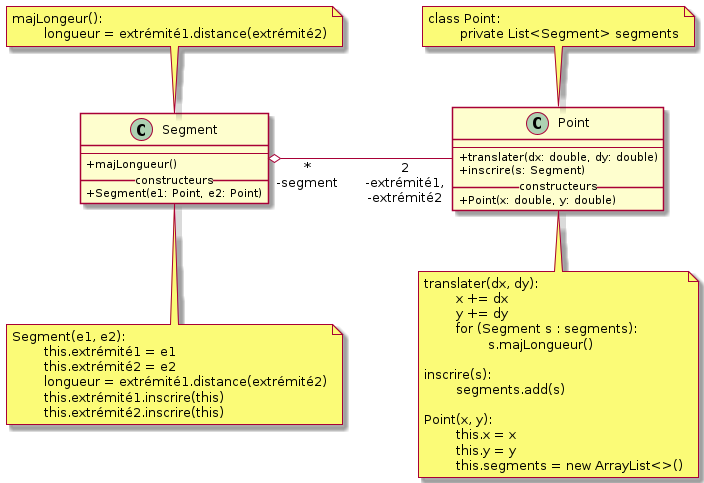 majLongeur():
longueur = extrémité1.distance(extrémité2)
class Point:
private List<Segment> segments
C Segment
+majLongueur()
constructeurs
+Segment(e1: Point, e2: Point)
*
-segment
2
-extrémité1,
-extrémité2
C Point
+translater(dx: double, dy: double)
+inscrire(s: Segment)
constructeurs
+Point(x: double, y: double)
Segment(e1, e2):
this.extrémité1 = e1
this.extrémité2 = e2
longueur = extrémité1.distance(extrémité2)
this.extrémité1.inscrire(this)
this.extrémité2.inscrire(this)
translater(dx, dy):
x += dx
y += dy
for (Segment s : segments):
s.majLongueur()
inscrire(s):
segments.add(s)
Point(x, y):
this.x = x
this.y = y
this.segments = new ArrayList<>()